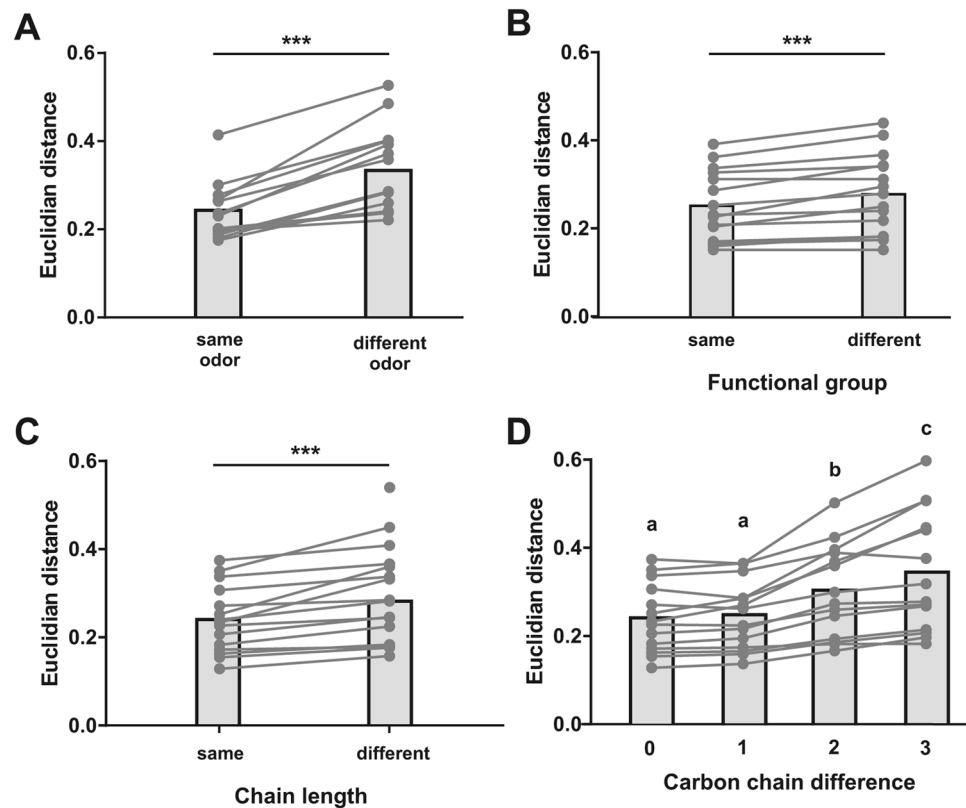 A
***
Euclidian distance
0.6
0.4
0.2
0.0
same
odor
different
odor
B
***
Euclidian distance
0.6
0.4
0.2
0.0
same
different
Functional group
C
***
Euclidian distance
0.6
0.4
0.2
0.0
same
different
Chain length
D
Euclidian distance
0.6
0.4
0.2
0.0
a
a
b
c
0
1
2
3
Carbon chain difference